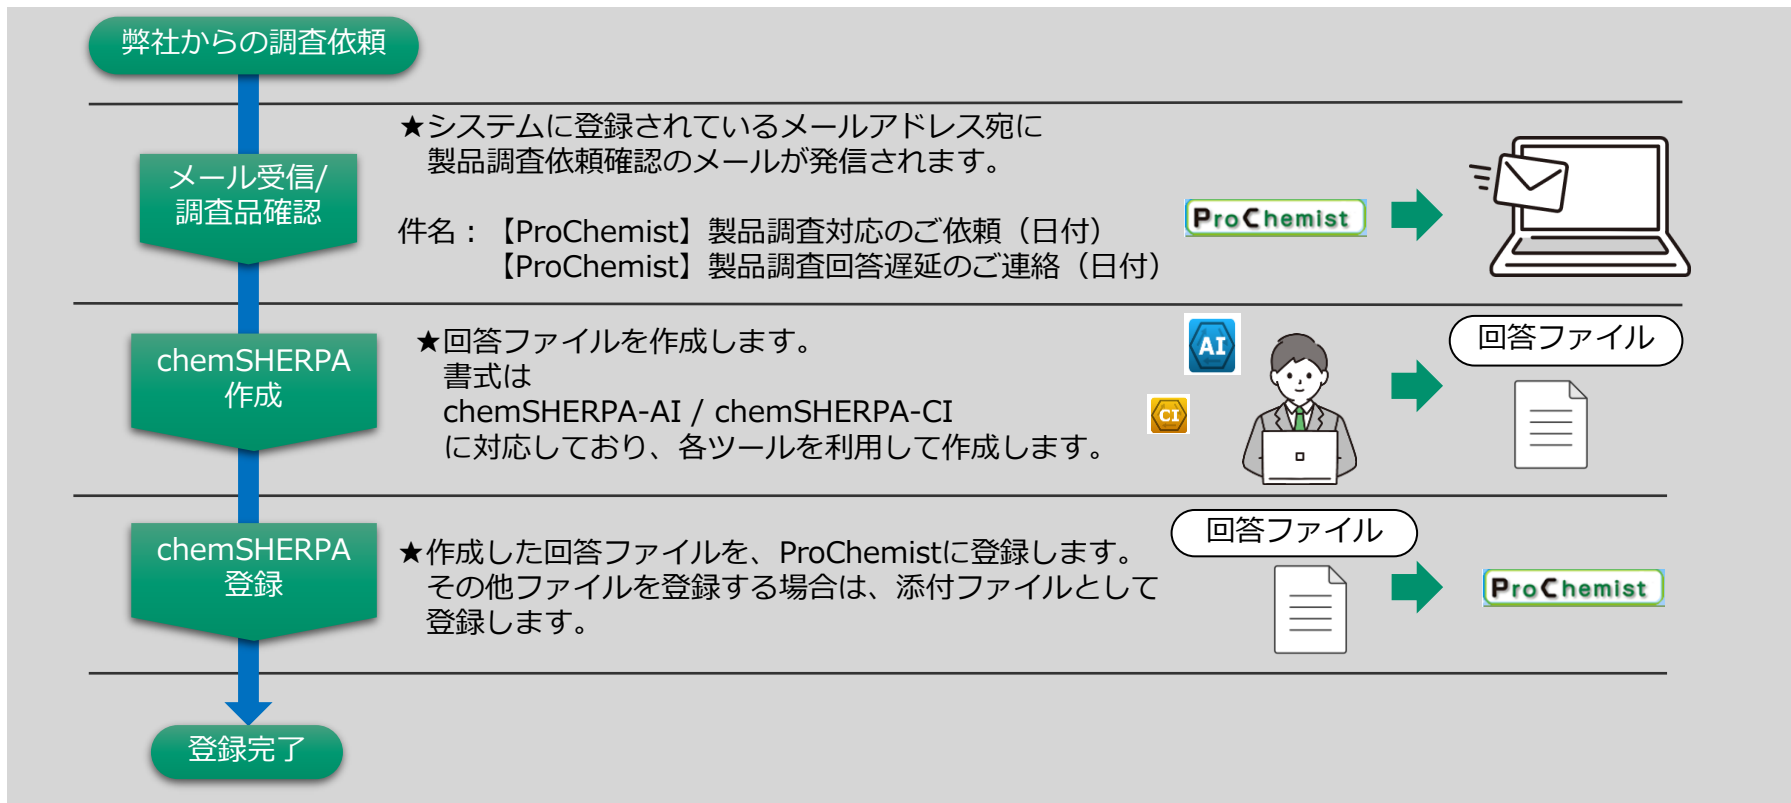 弊社からの調査依頼
メール受信/
調査品確認
★システムに登録されているメールアドレス宛に
製品調査依頼確認のメールが発信されます。
件名：【ProChemist】製品調査対応のご依頼（日付）
【ProChemist】製品調査回答遅延のご連絡（日付）
ProChemist
chemSHERPA
作成
★回答ファイルを作成します。
書式は
chemSHERPA-AI / chemSHERPA-CI
に対応しており、各ツールを利用して作成します。
AI
CI
回答ファイル
chemSHERPA
登録
★作成した回答ファイルを、ProChemistに登録します。
その他ファイルを登録する場合は、添付ファイルとして
登録します。
回答ファイル
ProChemist
登録完了